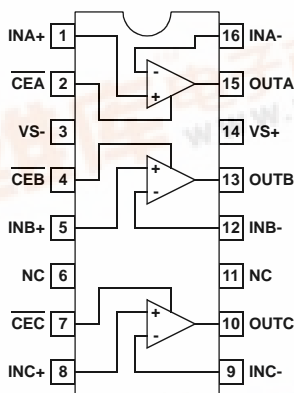 INA+ 1 16 INA-
CEA 2 15 OUTA
VS- 3 14 VS+
CEB 4 13 OUTB
INB+ 5 12 INB-
NC 6 11 NC
CEC 7 10 OUTC
INC+ 8 9 INC-
- +
+ -
+ -